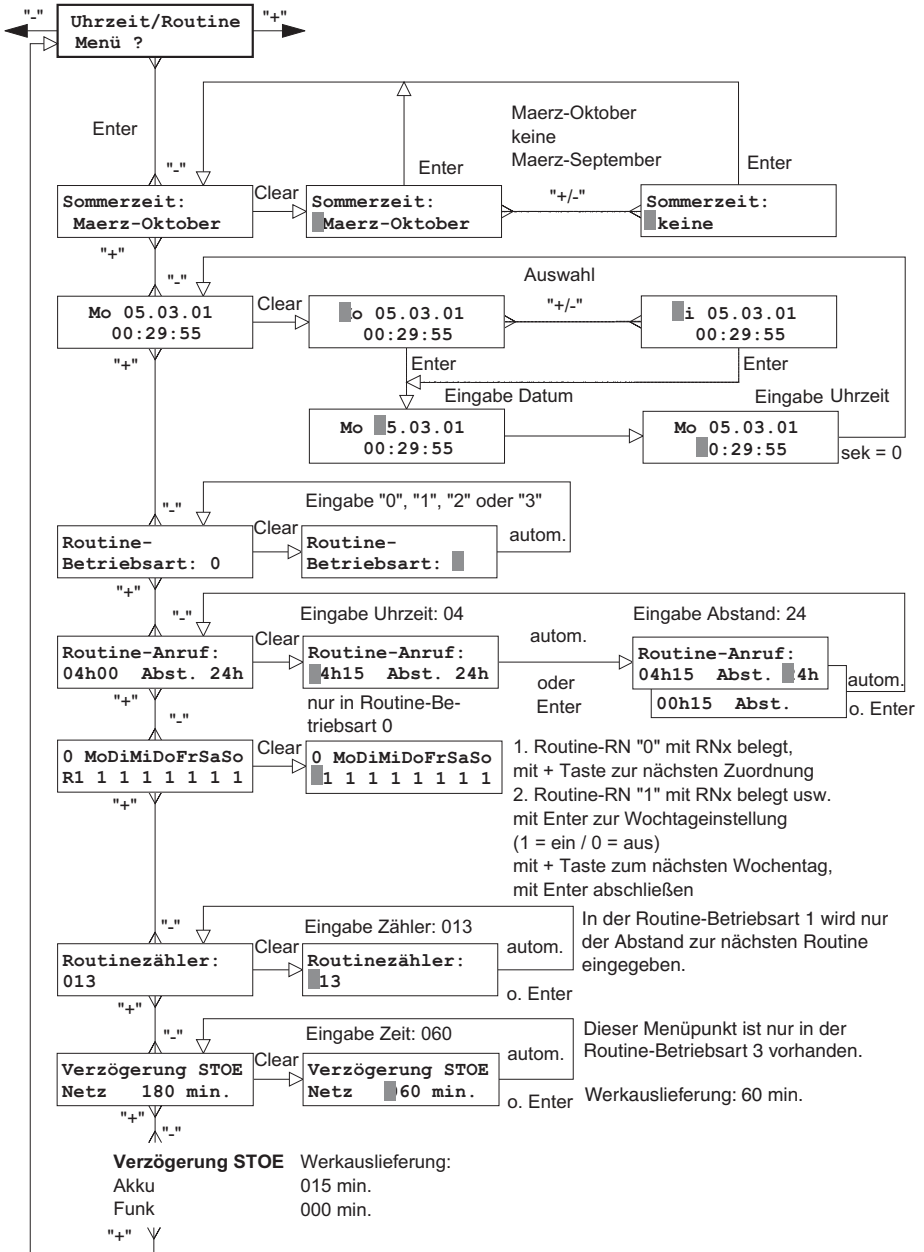 "-"
Uhrzeit/Routine
Menü ?
"+"
Enter
Maerz-Oktober
keine
Maerz-September
"-"
Enter
Enter
Sommerzeit:
Maerz-Oktober
Clear
Sommerzeit:
Maerz-Oktober
"+/-"
Sommerzeit:
keine
"+"
"-"
Auswahl
Mo 05.03.01
00:29:55
Clear
o 05.03.01
00:29:55
"+/-"
i 05.03.01
00:29:55
"+"
Enter
Enter
Eingabe Datum
Eingabe Uhrzeit
Mo 5.03.01
00:29:55
Mo 05.03.01
0:29:55
sek = 0
"-"
Eingabe "0", "1", "2" oder "3"
Routine-
Betriebsart: 0
Clear
Routine-
Betriebsart:
autom.
"+"
"-"
Eingabe Uhrzeit: 04
Eingabe Abstand: 24
Routine-Anruf:
04h00 Abst. 24h
Clear
Routine-Anruf:
4h15 Abst. 24h
autom.
oder
Enter
Routine-Anruf:
04h15 Abst. 4h
00h15 Abst.
autom.
o. Enter
"+"
nur in Routine-Be-
triebsart 0
"-"
0 MoDiMiDoFrSaSo
R1 1 1 1 1 1 1 1
Clear
0 MoDiMiDoFrSaSo
1 1 1 1 1 1 1 1
1. Routine-RN "0" mit RNx belegt,
mit + Taste zur nächsten Zuordnung
2. Routine-RN "1" mit RNx belegt usw.
mit Enter zur Wochtageinstellung
(1 = ein / 0 = aus)
mit + Taste zum nächsten Wochentag,
mit Enter abschließen
"+"
"-"
Eingabe Zähler: 013
Routinezähler:
013
Clear
Routinezähler:
13
autom.
o. Enter
In der Routine-Betriebsart 1 wird nur
der Abstand zur nächsten Routine
eingegeben.
"+"
"-"
Eingabe Zeit: 060
Verzögerung STOE
Netz 180 min.
Clear
Verzögerung STOE
Netz 60 min.
autom.
o. Enter
Dieser Menüpunkt ist nur in der
Routine-Betriebsart 3 vorhanden.
Werkauslieferung: 60 min.
"+"
"-"
Verzögerung STOE Werkauslieferung:
Akku 015 min.
Funk 000 min.
"+"